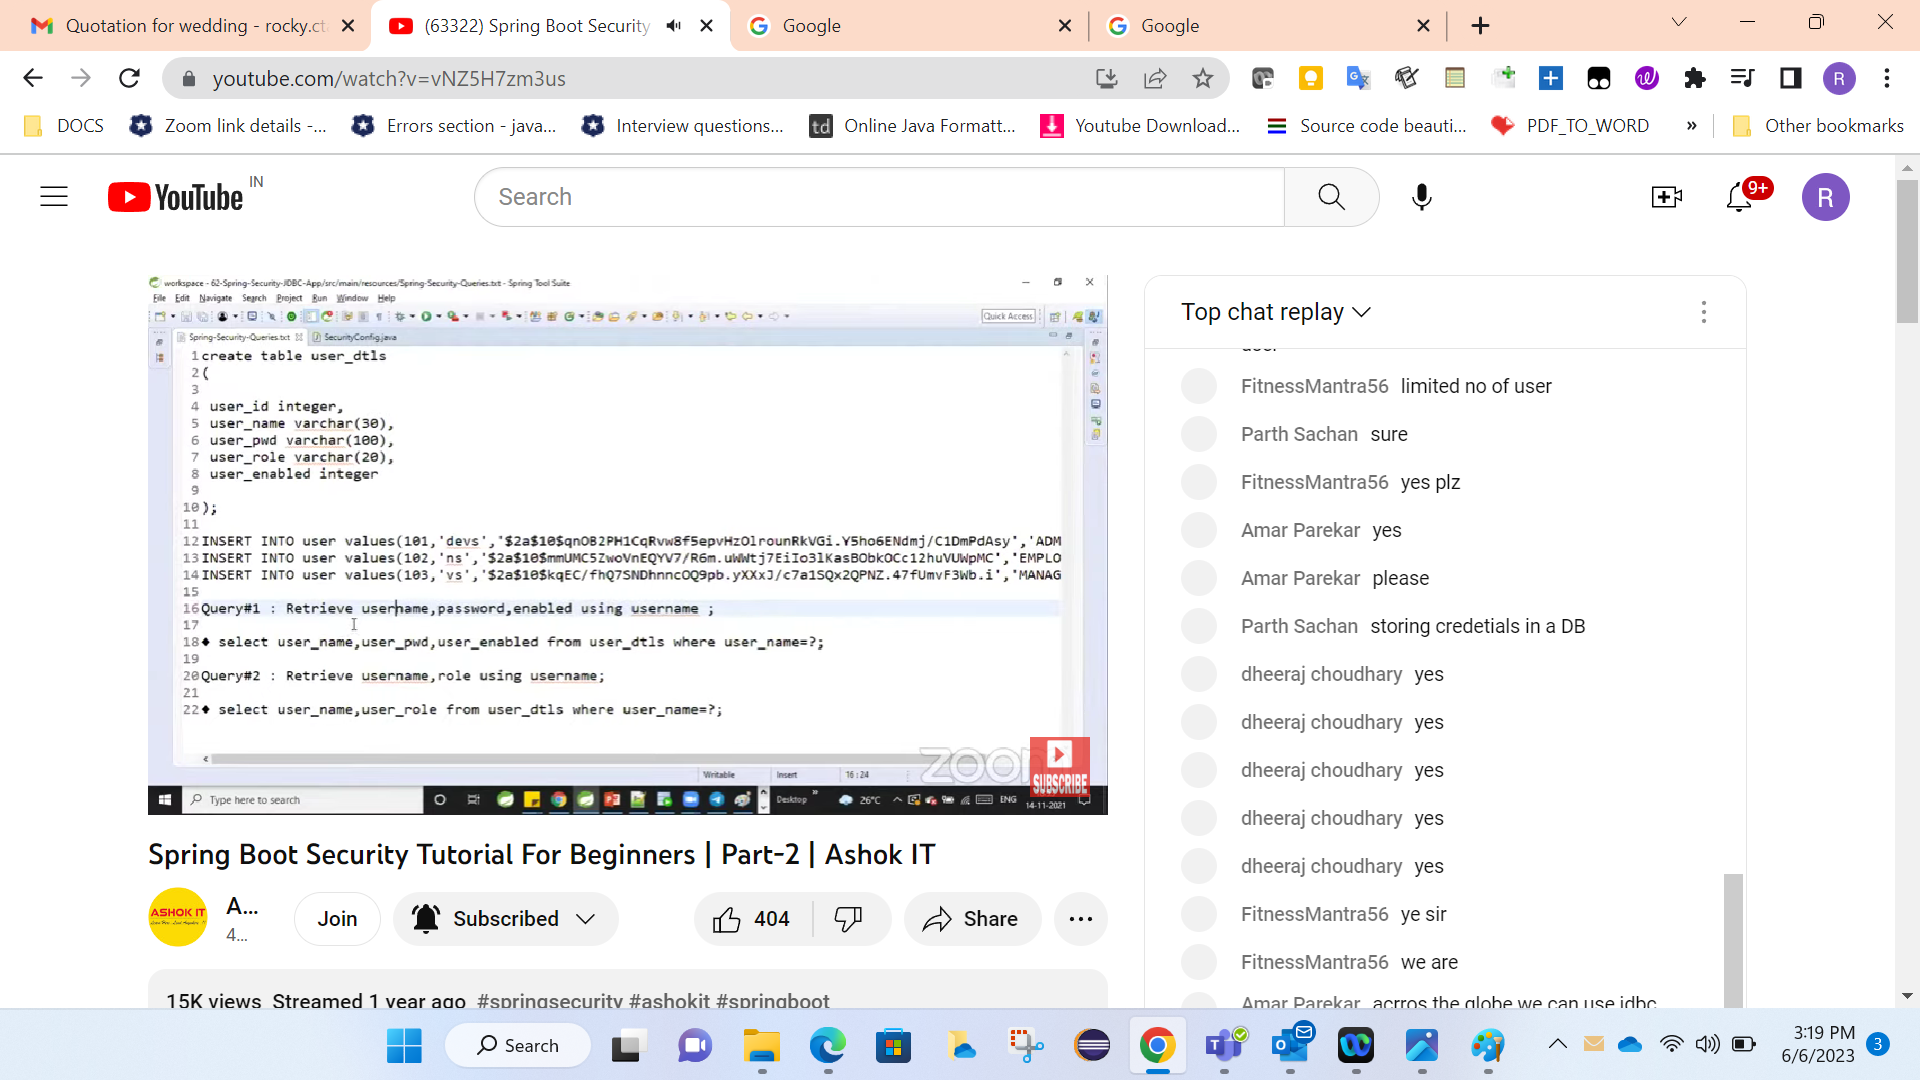 Quotation for wedding - rocky.cta
(63322) Spring Boot Security
Google
Google
youtube.com/watch?v=vNZ5H7zm3us
R
DOCS
Zoom link details -...
Errors section - java...
Interview questions...
td
Online Java Formatt...
Youtube Download...
Source code beauti...
PDF_TO_WORD
»
Other bookmarks
YouTube IN
Search
9+
R
workspace - 62-Spring-Security-JDBC-App/src/main/resources/Spring-Security-Queries.txt - Spring Tool Suite
File Edit Navigate Search Project Run Window Help
Quick Access
Spring-Security-Queries.txt
SecurityConfig.java
1 create table user_dtls
2 (
3
4 user_id integer,
5 user_name varchar(30),
6 user_pwd varchar(100),
7 user_role varchar(20),
8 user_enabled integer
9
10 );
11
12 INSERT INTO user values(101,'devs','$2a$10$qnOB2PH1CqRvw8f5epvHzOlrounRkVGi.Y5ho6ENdmj/C1DmPdAsy','ADM
13 INSERT INTO user values(102,'ns','$2a$10$mmUMC5ZwoVnEQYV7/R6m.uWWtj7EiIo3lKasBObkOCc12huVUWpMC','EMPLO
14 INSERT INTO user values(103,'vs','$2a$10$kqEC/fhQ7SNDhnncOQ9pb.yXXxJ/c7a1SQx2QPNZ.47fUmvF3Wb.i','MANAG
15
16 Query#1 : Retrieve username,password,enabled using username ;
17
18 ♦ select user_name,user_pwd,user_enabled from user_dtls where user_name=?;
19
20 Query#2 : Retrieve username,role using username;
21
22 ♦ select user_name,user_role from user_dtls where user_name=?;
Writable
Insert
16 : 24
zoom
SUBSCRIBE
Type here to search
Desktop
26°C
ENG
14-11-2021
Top chat replay
FitnessMantra56 limited no of user
Parth Sachan sure
FitnessMantra56 yes plz
Amar Parekar yes
Amar Parekar please
Parth Sachan storing credetials in a DB
dheeraj choudhary yes
dheeraj choudhary yes
dheeraj choudhary yes
dheeraj choudhary yes
dheeraj choudhary yes
FitnessMantra56 ye sir
FitnessMantra56 we are
Amar Parekar acrros the globe we can use jdbc
Spring Boot Security Tutorial For Beginners | Part-2 | Ashok IT
ASHOK IT
A...
4...
Join
Subscribed
404
Share
15K views Streamed 1 year ago #springsecurity #ashokit #springboot
Search
3:19 PM
6/6/2023
3